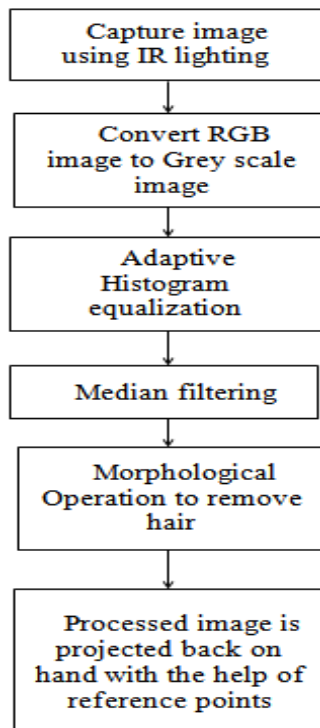 Capture image
using IR lighting
Convert RGB
image to Grey scale
image
Adaptive
Histogram
equalization
Median filtering
Morphological
Operation to remove
hair
Processed image is
projected back on
hand with the help of
reference points